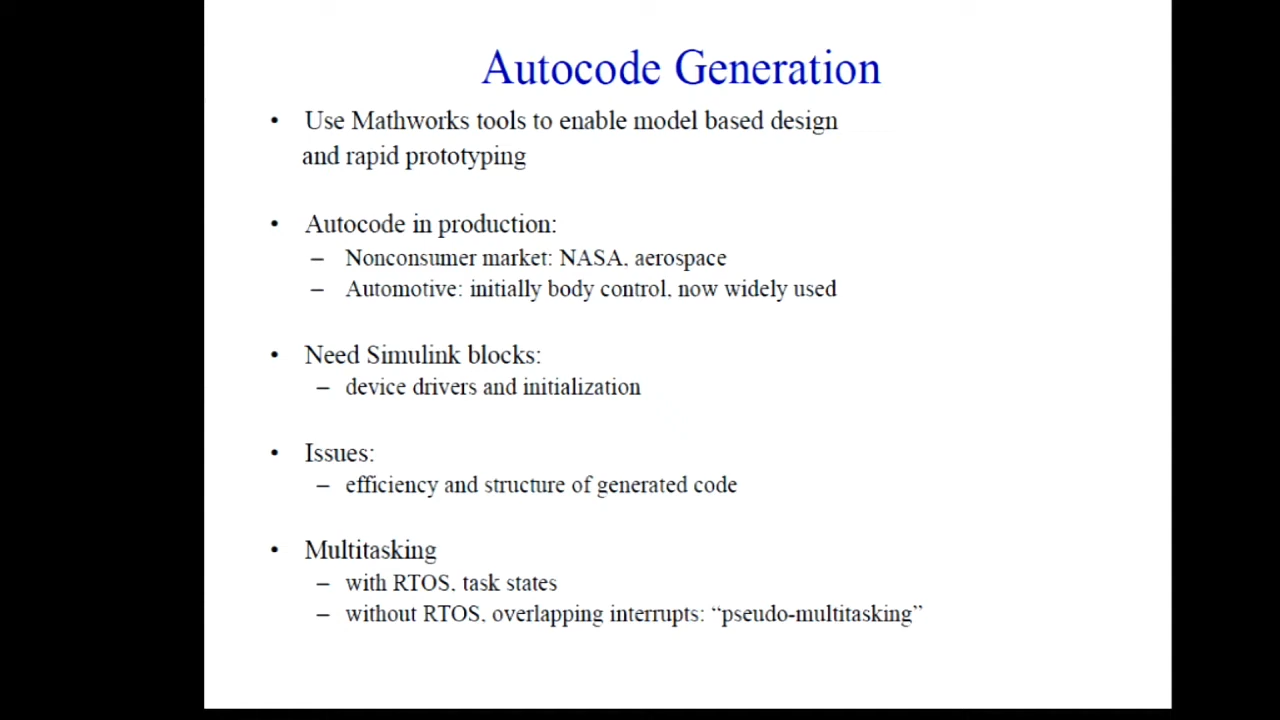 Autocode Generation
• Use Mathworks tools to enable model based design
and rapid prototyping
• Autocode in production:
– Nonconsumer market: NASA, aerospace
– Automotive: initially body control, now widely used
• Need Simulink blocks:
– device drivers and initialization
• Issues:
– efficiency and structure of generated code
• Multitasking
– with RTOS, task states
– without RTOS, overlapping interrupts: “pseudo-multitasking”